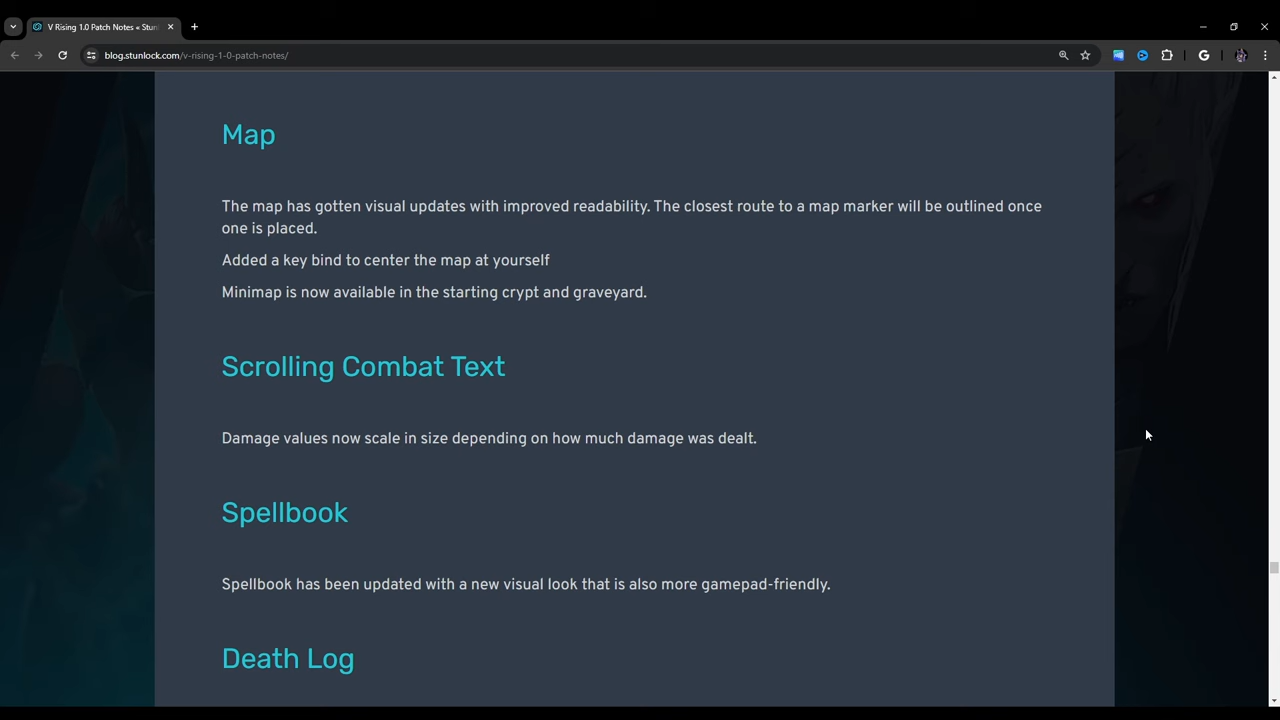 V Rising 1.0 Patch Notes « Stun
blog.stunlock.com/v-rising-1-0-patch-notes/
Map
The map has gotten visual updates with improved readability. The closest route to a map marker will be outlined once
one is placed.
Added a key bind to center the map at yourself
Minimap is now available in the starting crypt and graveyard.
Scrolling Combat Text
Damage values now scale in size depending on how much damage was dealt.
Spellbook
Spellbook has been updated with a new visual look that is also more gamepad-friendly.
Death Log